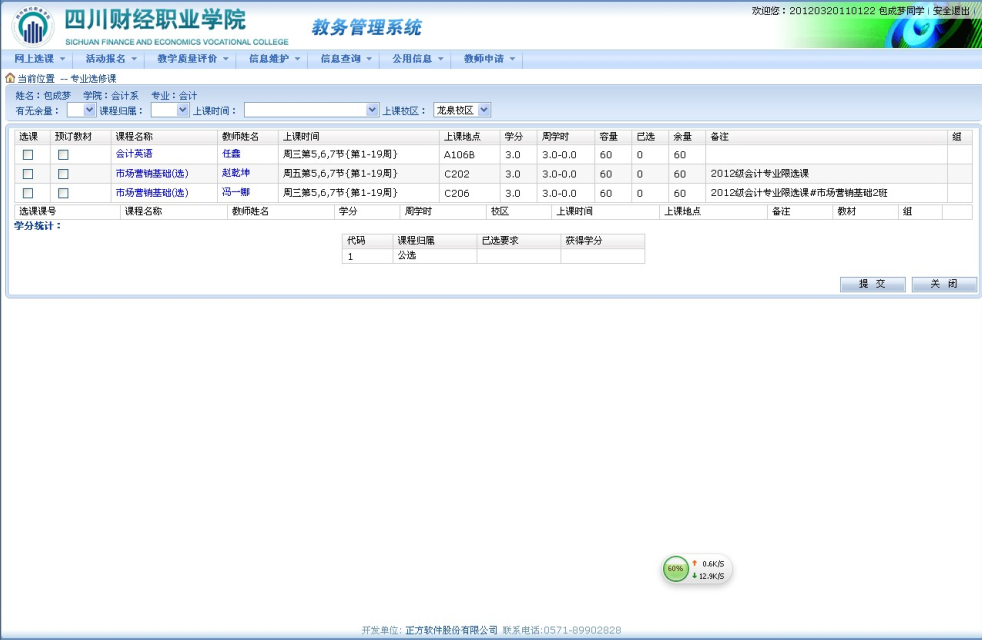 四川财经职业学院
SICHUAN FINANCE AND ECONOMICS VOCATIONAL COLLEGE
教务管理系统
欢迎您：20120320110122 包成梦同学 安全退出
网上选课 活动报名 教学质量评价 信息维护 信息查询 公用信息 教师申请
当前位置 -- 专业选修课
姓名：包成梦 学院：会计系 专业：会计
有无余量： 课程归属： 上课时间： 上课校区： 龙泉校区
选课 预订教材 课程名称 教师姓名 上课时间 上课地点 学分 周学时 容量 已选 余量 备注 组
会计英语 任鑫 周三第5,6,7节{第1-19周} A106B 3.0 3.0-0.0 60 0 60
市场营销基础(选) 赵乾坤 周五第5,6,7节{第1-19周} C202 3.0 3.0-0.0 60 0 60 2012级会计专业限选课
市场营销基础(选) 冯一娜 周三第5,6,7节{第1-19周} C206 3.0 3.0-0.0 60 0 60 2012级会计专业限选课#市场营销基础2班
选课课号 课程名称 教师姓名 学分 周学时 校区 上课时间 上课地点 备注 教材 组
学分统计：
代码 课程归属 已选要求 获得学分
1 公选
提 交 关 闭
60% 0.6K/S
12.9K/S
开发单位: 正方软件股份有限公司 联系电话:0571-89902828